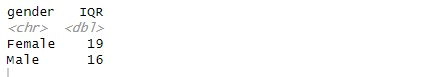 gender IQR
<chr> <dbl>
Female 19
Male 16